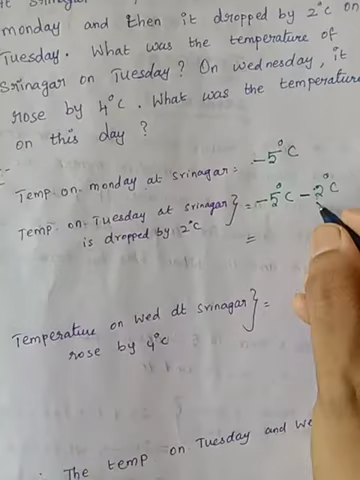 at Srinagar
monday and then it dropped by 2°C on
Tuesday. What was the temperature of
Srinagar on Tuesday? On wednesday, it
rose by 4°C. What was the temperature
on this day?
Temp on monday at Srinagar = -5°C
Temp on Tuesday at Srinagar } = -5°C - 2°C
is dropped by 2°C =
Temperature on Wed at Srinagar } =
rose by 4°C
∴ The temp on Tuesday and We